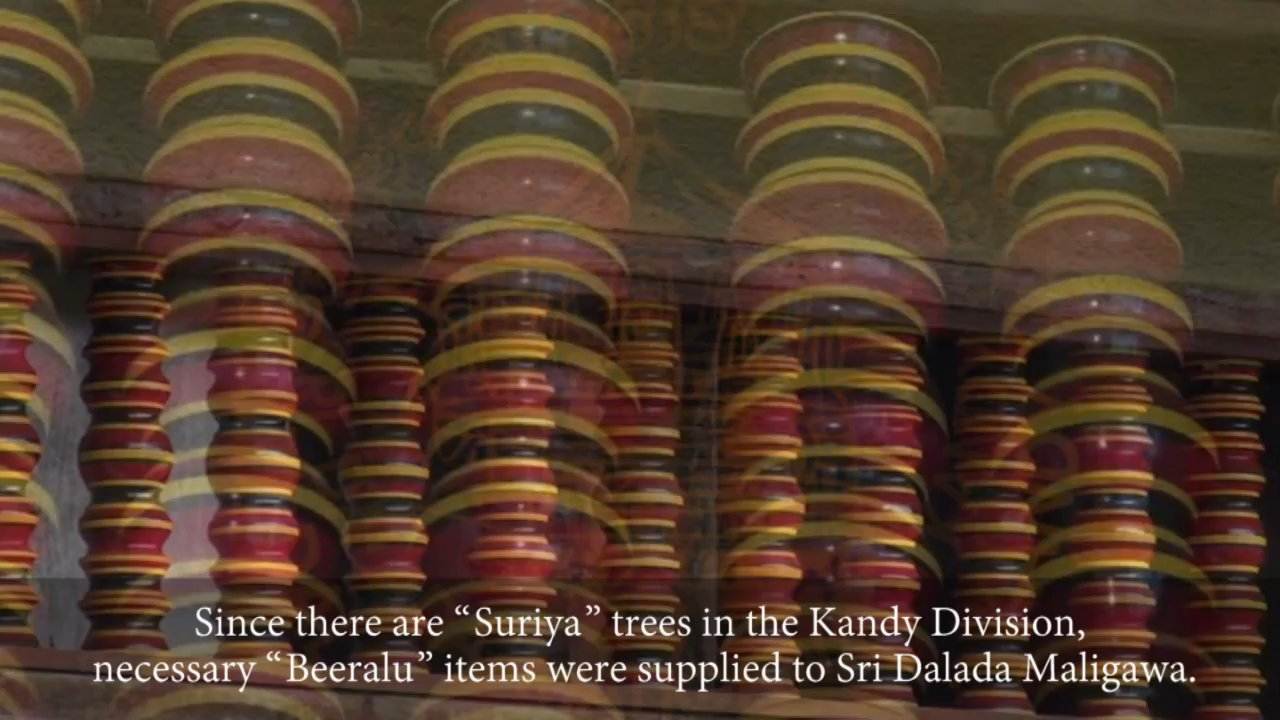 Since there are “Suriya” trees in the Kandy Division,
necessary “Beeralu” items were supplied to Sri Dalada Maligawa.